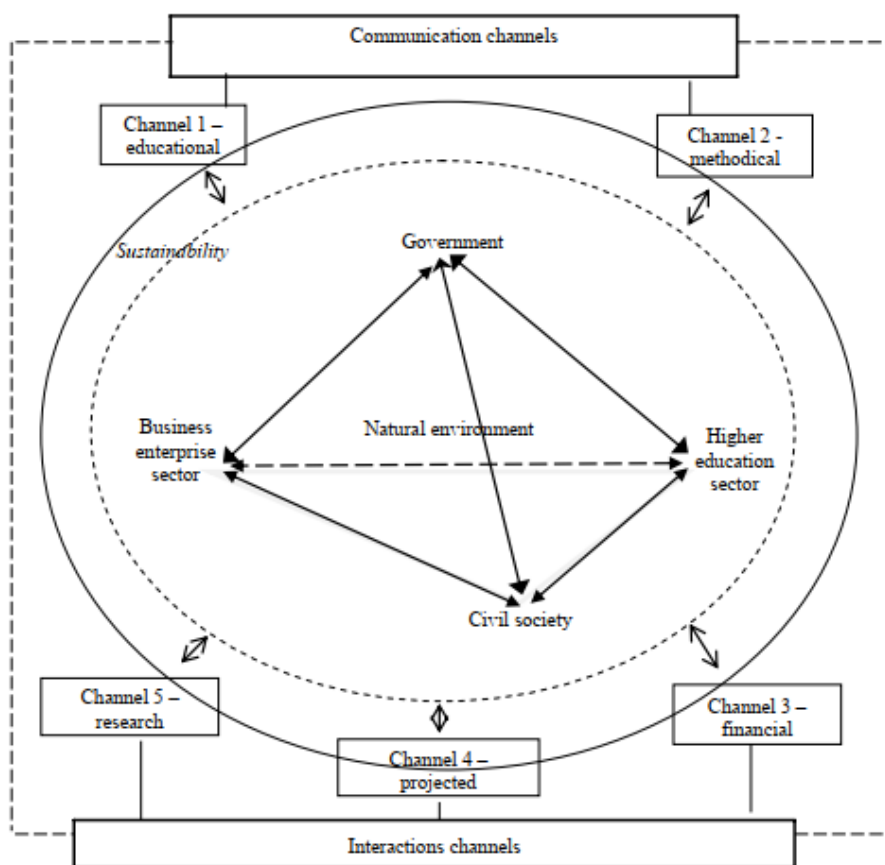 Communication channels
Channel 1 –
educational
Channel 2 -
methodical
Sustainability
Government
Business
enterprise
sector
Natural environment
Higher
education
sector
Civil society
Channel 5 –
research
Channel 4 –
projected
Channel 3 –
financial
Interactions channels